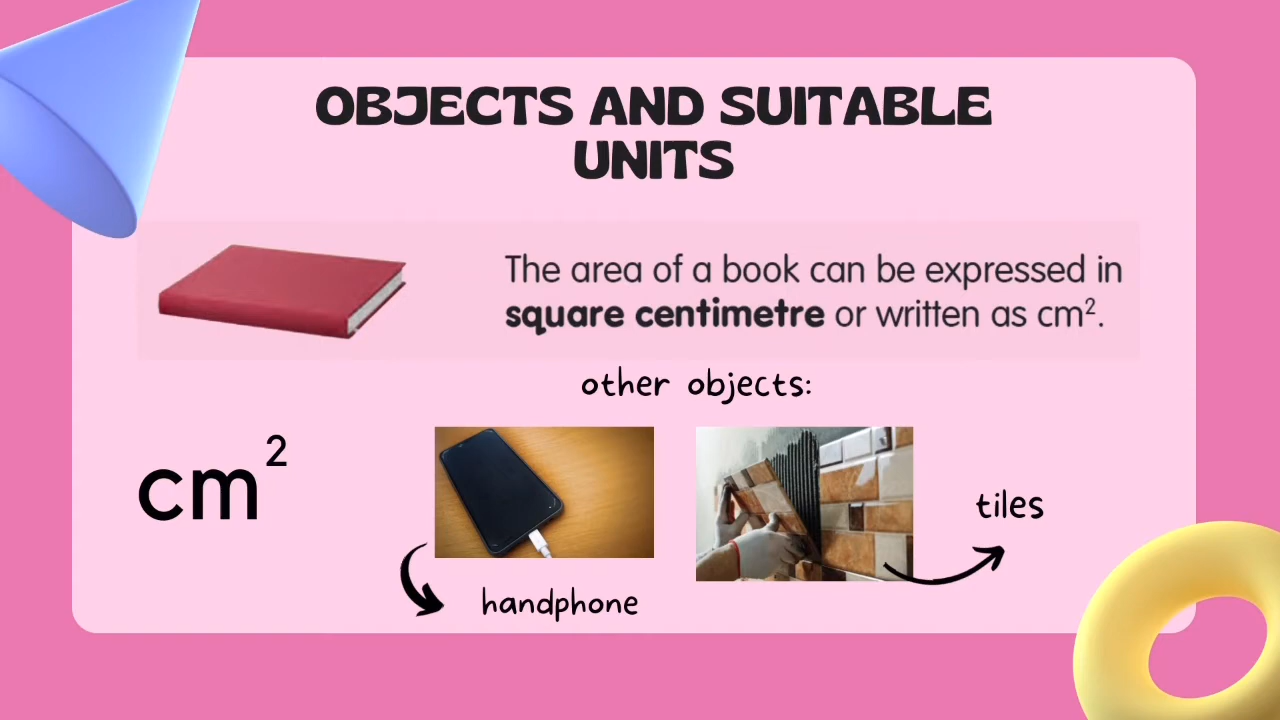 OBJECTS AND SUITABLE
UNITS
The area of a book can be expressed in
square centimetre or written as cm².
other objects:
cm²
tiles
handphone